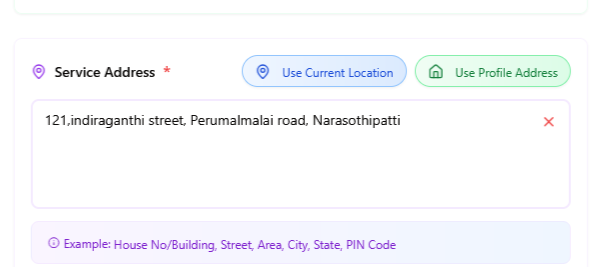 Service Address *
Use Current Location
Use Profile Address
121,indiraganthi street, Perumalmalai road, Narasothipatti
Example: House No/Building, Street, Area, City, State, PIN Code